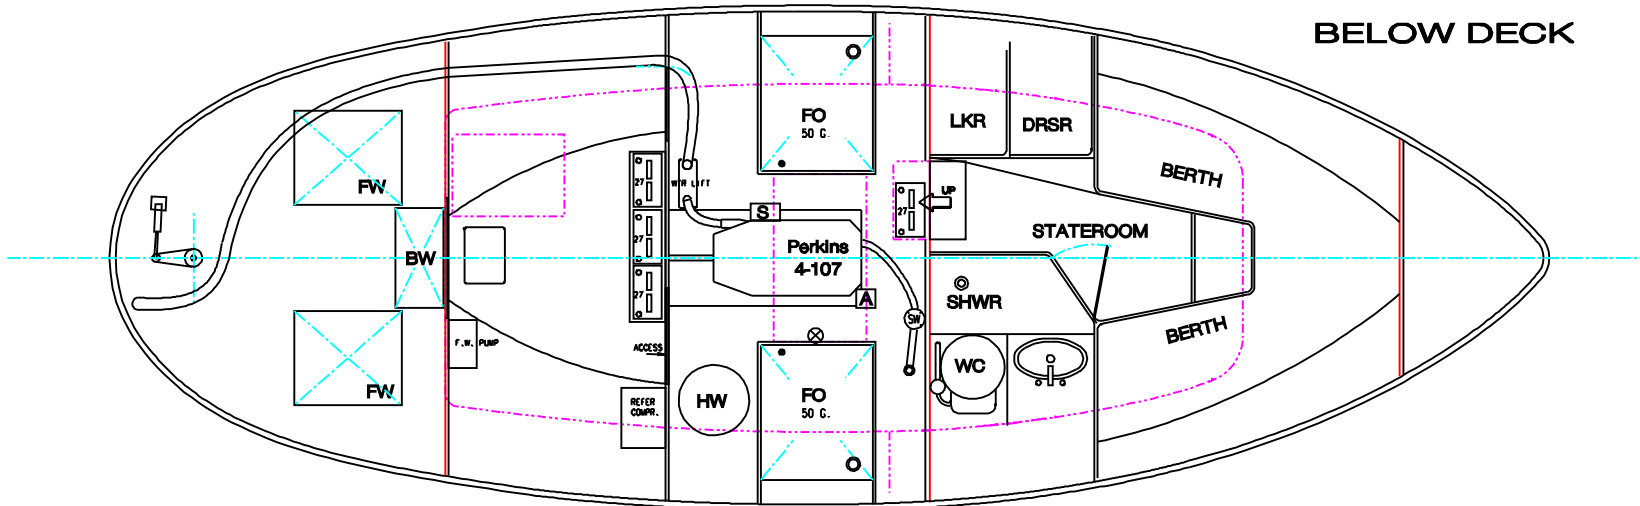 BELOW DECK
FO
50 G.
LKR
DRSR
FW
27
WTR LIFT
BERTH
UP
27
S
STATEROOM
27
BW
Perkins
4-107
27
A
SHWR
SW
F.W. PUMP
ACCESS
BERTH
WC
FW
REFER
COMPR.
HW
FO
50 G.